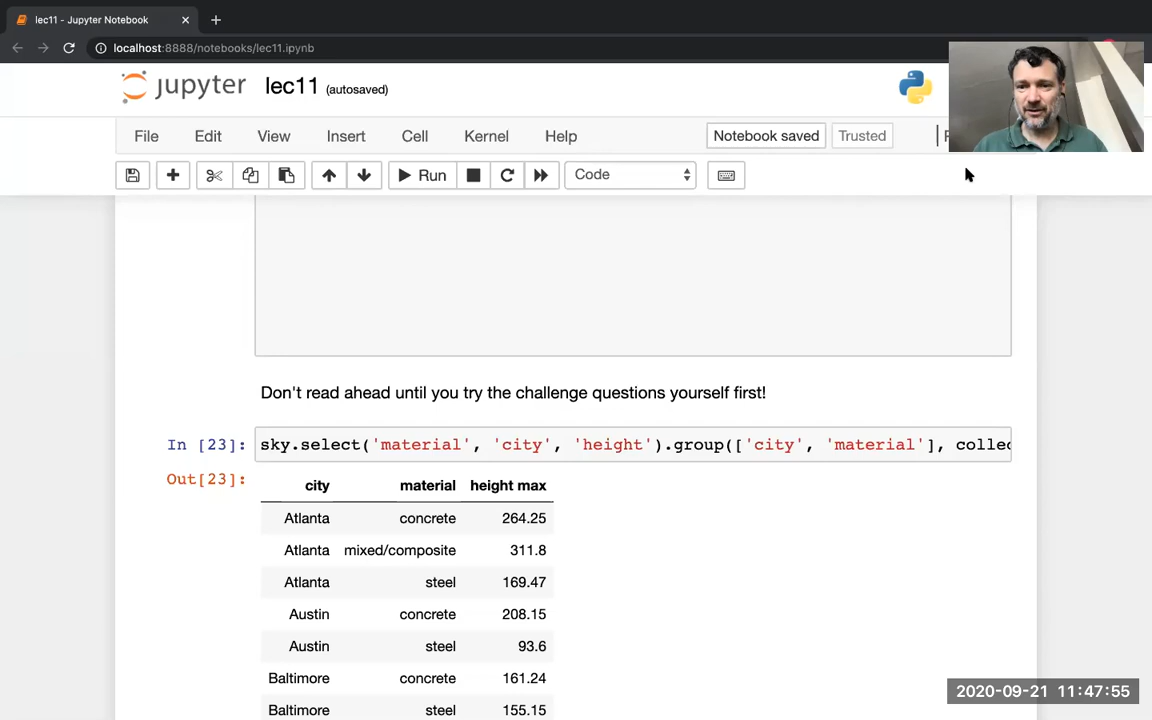 lec11 - Jupyter Notebook
localhost:8888/notebooks/lec11.ipynb
jupyter lec11 (autosaved)
File Edit View Insert Cell Kernel Help Notebook saved Trusted
Run Code
Don't read ahead until you try the challenge questions yourself first!
In [23]: sky.select('material', 'city', 'height').group(['city', 'material'], collec
Out[23]:
city material height max
Atlanta concrete 264.25
Atlanta mixed/composite 311.8
Atlanta steel 169.47
Austin concrete 208.15
Austin steel 93.6
Baltimore concrete 161.24
Baltimore steel 155.15
2020-09-21 11:47:55